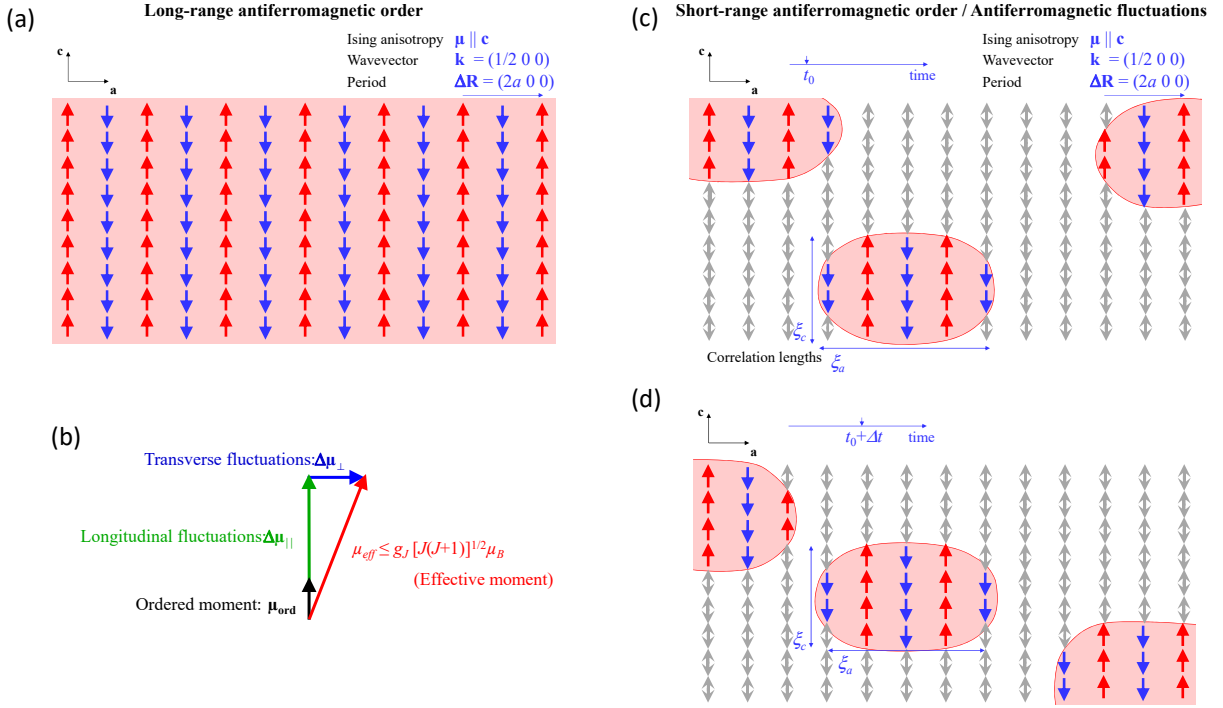 (a)
Long-range antiferromagnetic order
Ising anisotropy μ || c
Wavevector k = (1/2 0 0)
Period ΔR = (2a 0 0)
c
a
(b)
Transverse fluctuations:Δμ⊥
Longitudinal fluctuations:Δμ||
μeff ≤ gJ [J(J+1)]1/2μB
(Effective moment)
Ordered moment: μord
(c)
Short-range antiferromagnetic order / Antiferromagnetic fluctuations
Ising anisotropy μ || c
Wavevector k = (1/2 0 0)
Period ΔR = (2a 0 0)
c
a
t0
time
ξc
Correlation lengths
ξa
(d)
c
a
t0+Δt
time
ξc
ξa